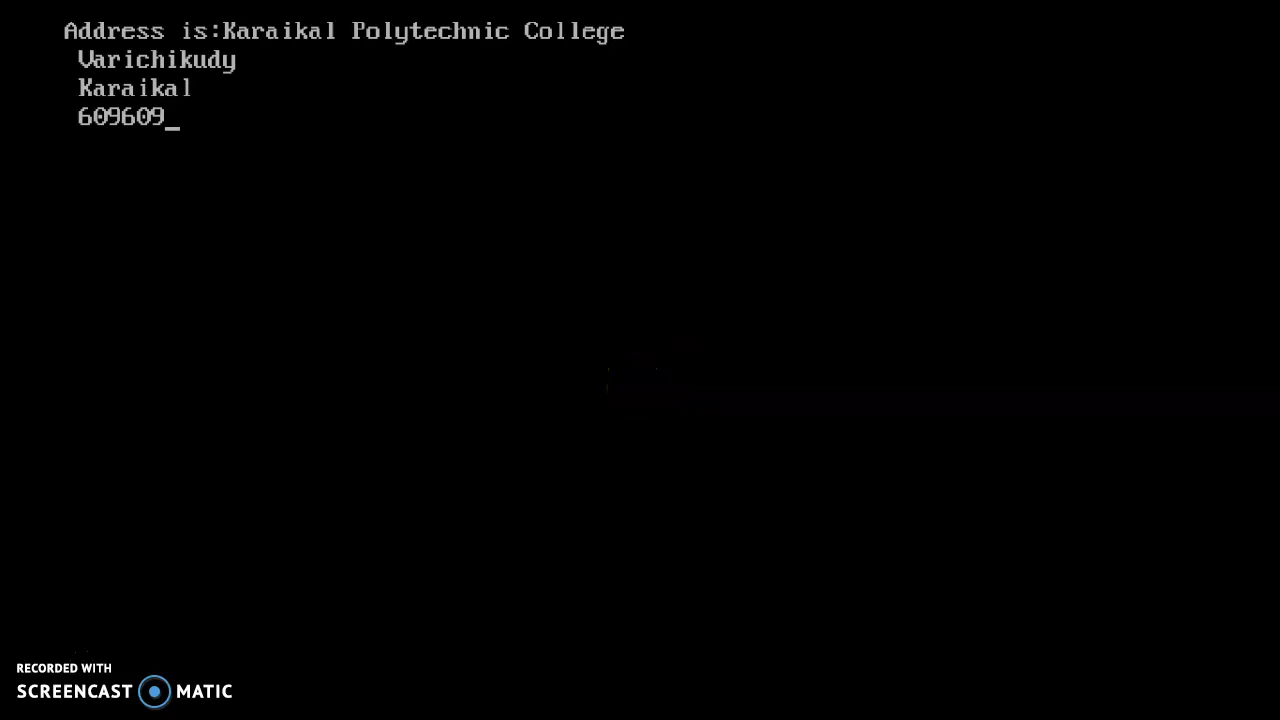 Address is:Karaikal Polytechnic College
Varichikudy
Karaikal
609609_
RECORDED WITH
SCREENCAST MATIC